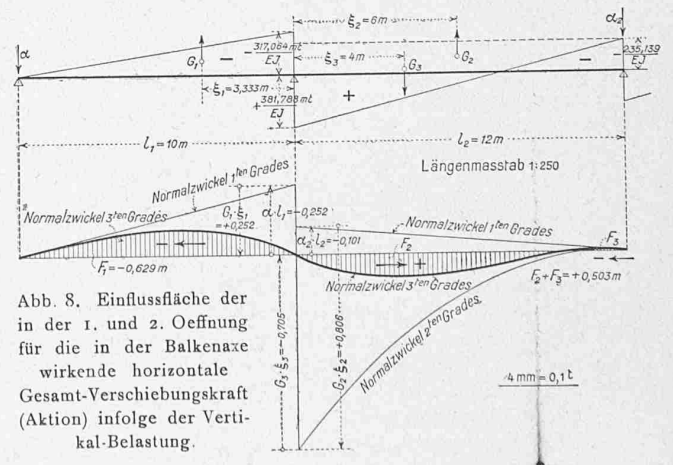 ξ₂ = 6m
α
α₂
G₁
− 317,064 mt
EJ
ξ₃ = 4m
G₃
G₂
− 235,139
EJ
ξ₁ = 3,333m
+ 381,788 mt
EJ
l₁ = 10m
l₂ = 12m
Längenmasstab 1:250
Normalzwickel 1ten Grades
Normalzwickel 3ten Grades
G₁·ξ₁
= +0,252
α·l₁ = −0,252
α₂·l₂ = −0,101
Normalzwickel 1ten Grades
F₂
F₃
F₁ = −0,629 m
Normalzwickel 3ten Grades
F₂ + F₃ = +0,503 m
G₃·ξ₃ = −0,705
G₂·ξ₂ = +0,806
Normalzwickel 2ten Grades
4 mm = 0,1 t
Abb. 8. Einflussfläche der
in der 1. und 2. Oeffnung
für die in der Balkenaxe
wirkende horizontale
Gesamt-Verschiebungskraft
(Aktion) infolge der Verti-
kal-Belastung.